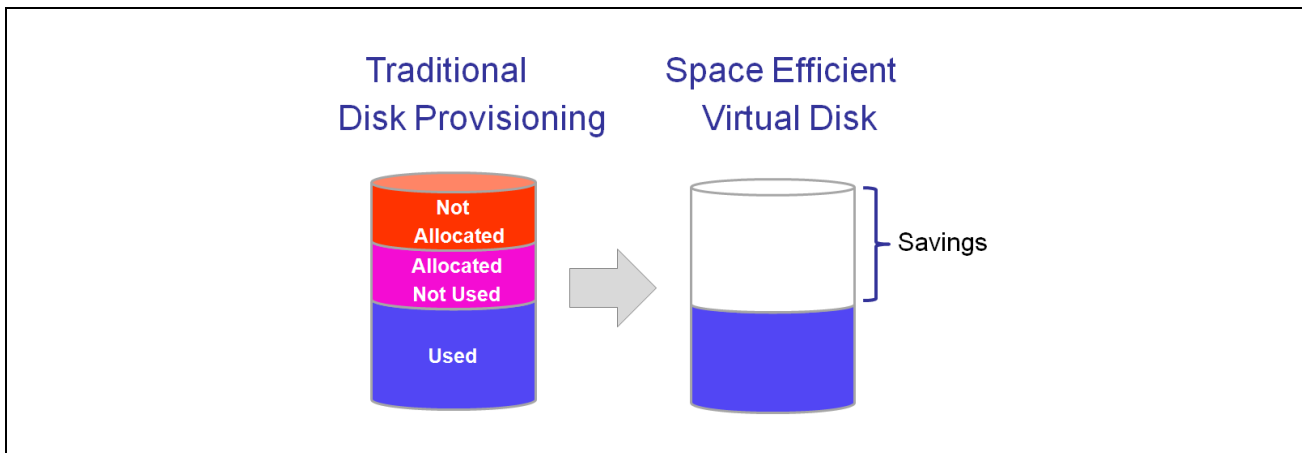 Traditional
Disk Provisioning
Space Efficient
Virtual Disk
Not
Allocated
Allocated
Not Used
Used
Savings